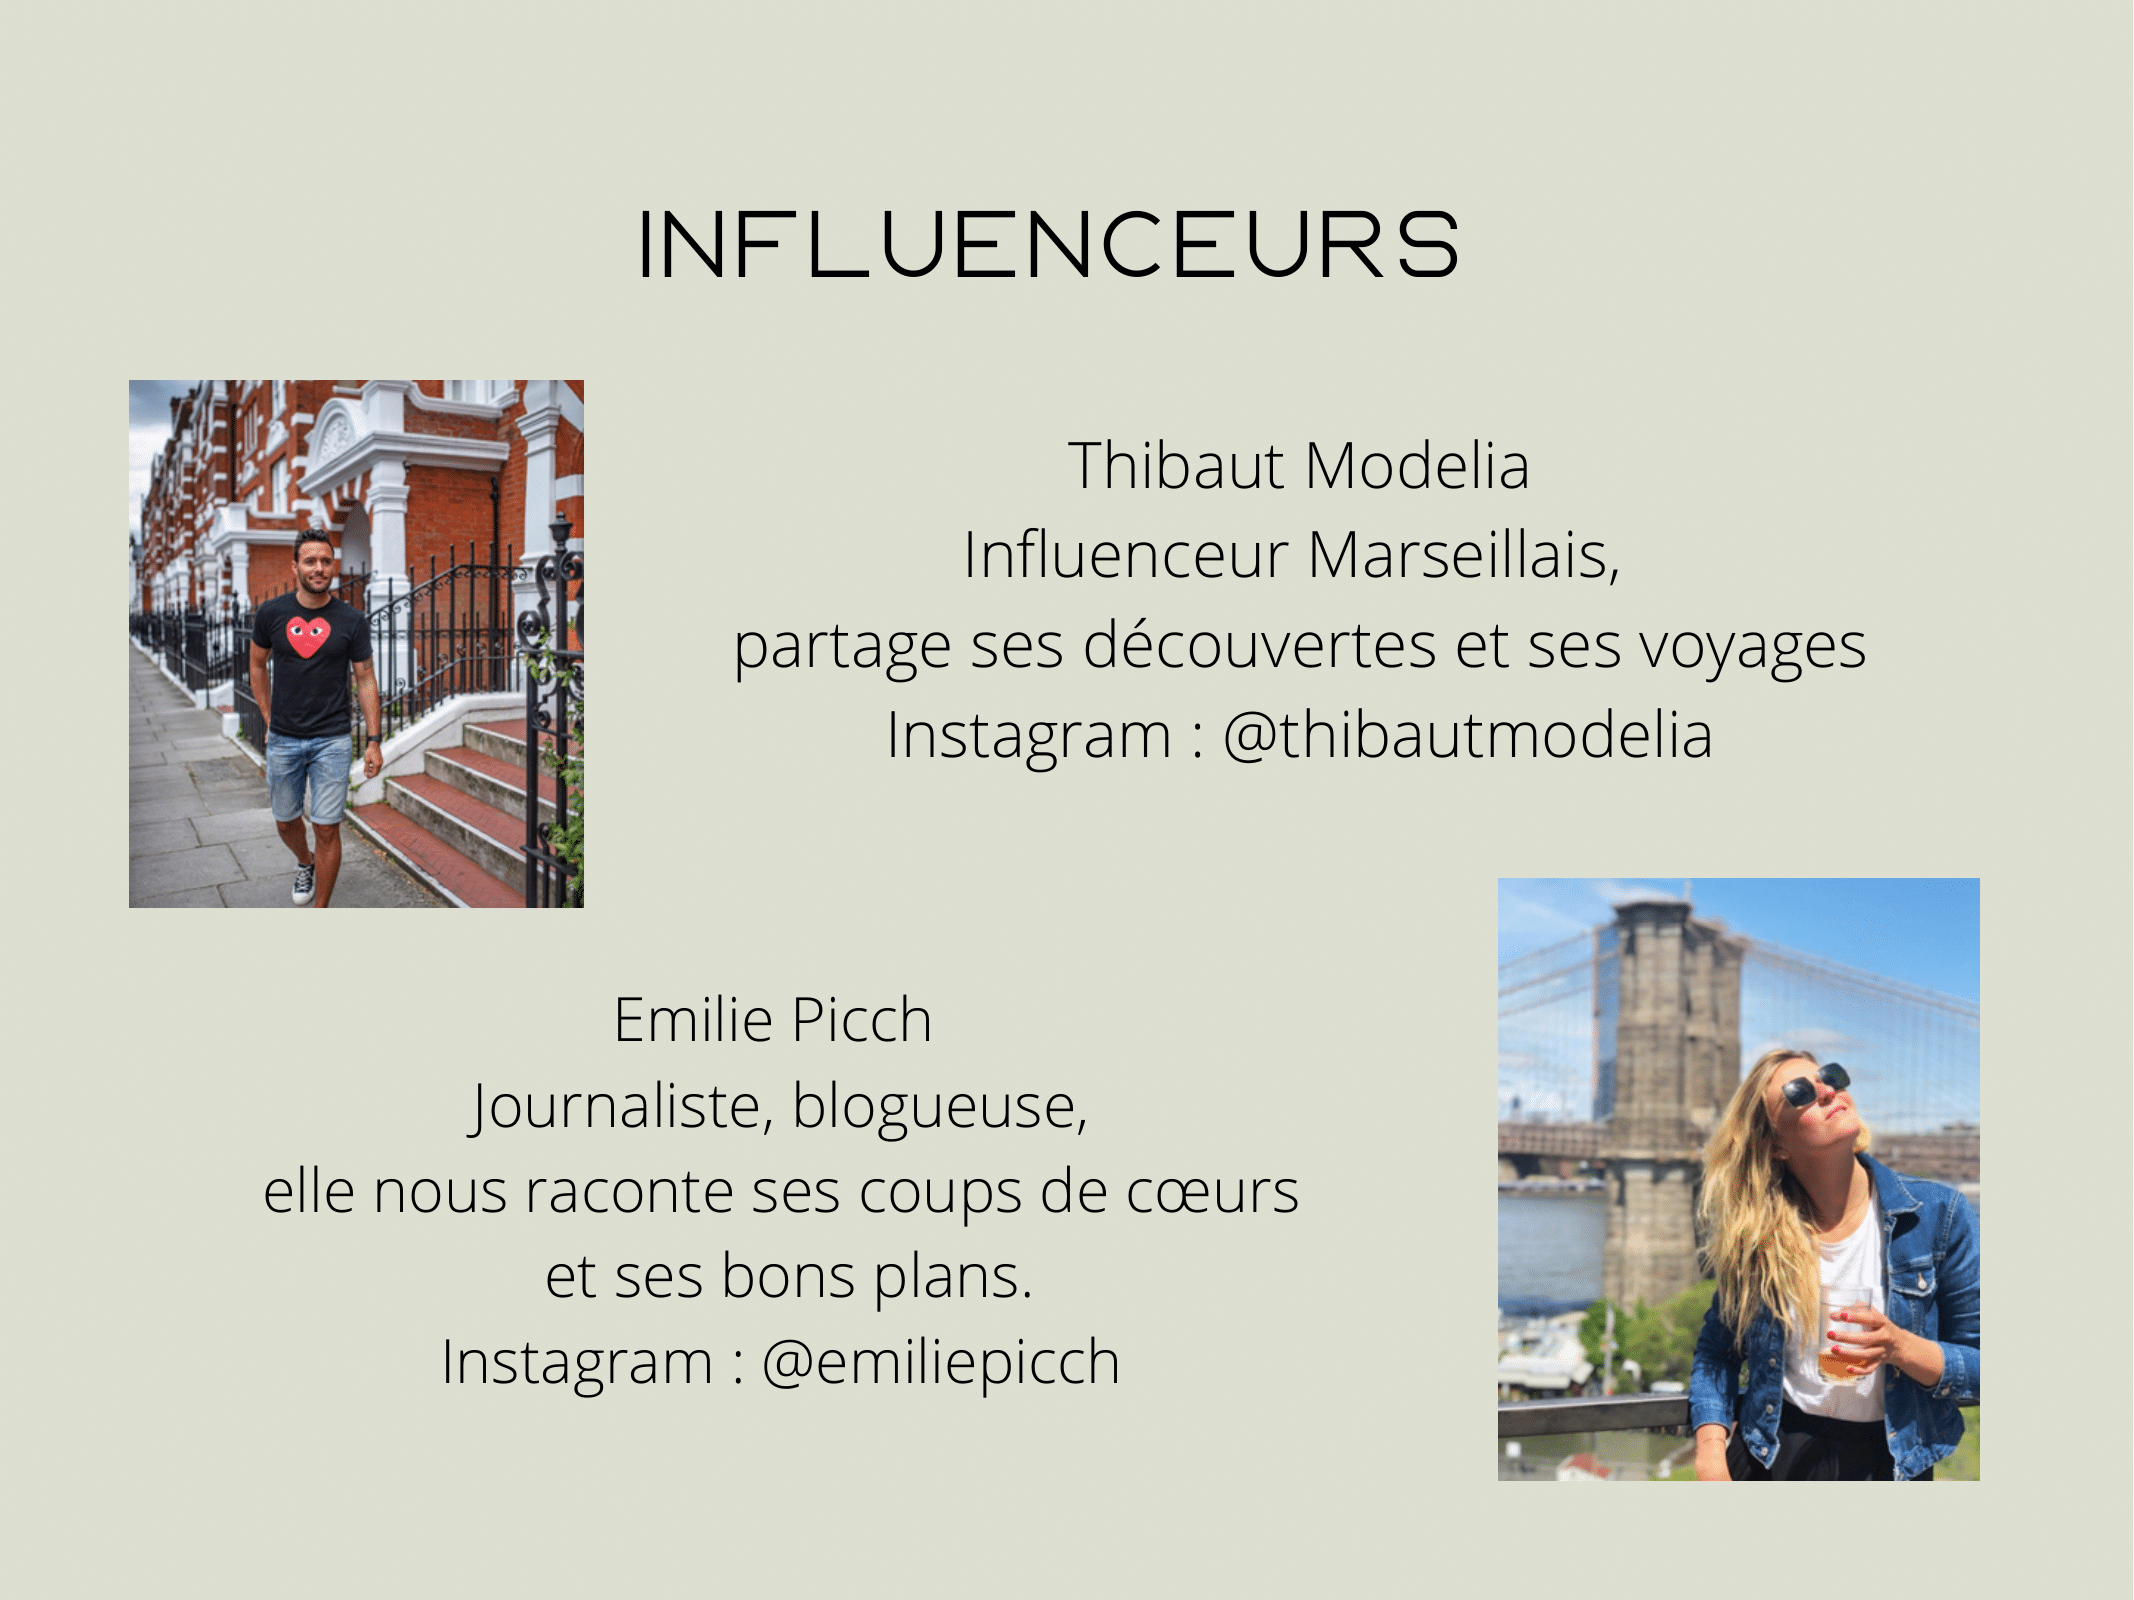 INFLUENCEURS
Thibaut Modelia
Influenceur Marseillais,
partage ses découvertes et ses voyages
Instagram : @thibautmodelia
Emilie Picch
Journaliste, blogueuse,
elle nous raconte ses coups de cœurs
et ses bons plans.
Instagram : @emiliepicch